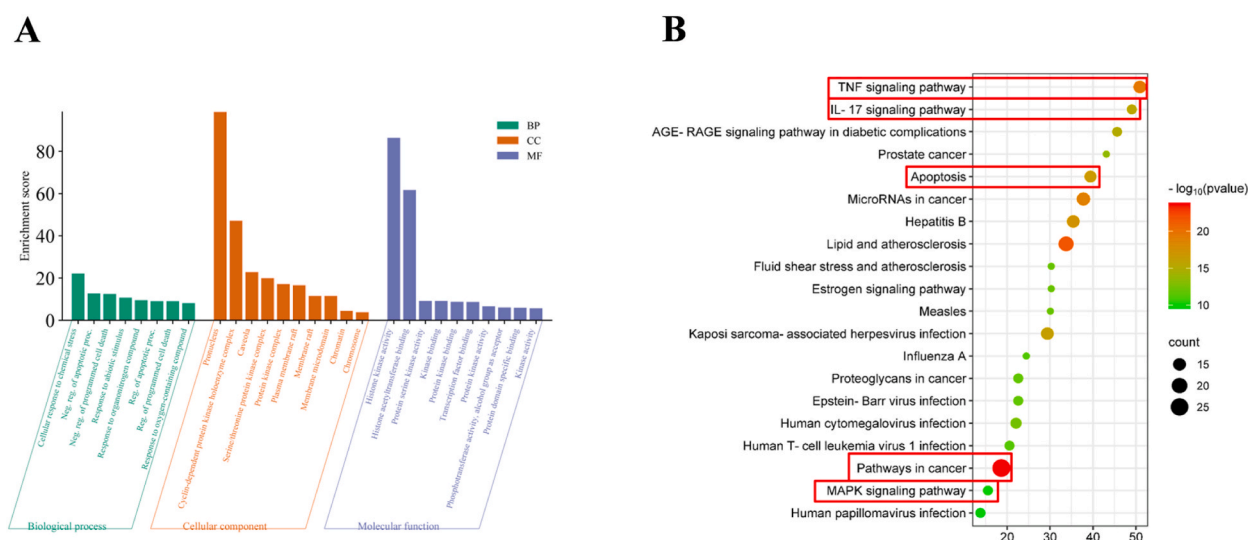 A
B
Enrichment score
80
60
40
20
0
BP
CC
MF
Cellular response to chemical stress
Neg. reg. of apoptotic proc.
Neg. reg. of programmed cell death
Response to abiotic stimulus
Response to organonitrogen compound
Reg. of apoptotic proc.
Reg. of programmed cell death
Response to oxygen-containing compound
Biological process
Pronucleus
Cyclin-dependent protein kinase holoenzyme complex
Caveola
Serine/threonine protein kinase complex
Protein kinase complex
Plasma membrane raft
Membrane raft
Membrane microdomain
Chromatin
Chromosome
Cellular component
Histone kinase activity
Histone acetyltransferase binding
Protein serine kinase activity
Kinase binding
Protein kinase binding
Transcription factor binding
Protein kinase activity
Phosphotransferase activity, alcohol group as acceptor
Protein domain specific binding
Kinase activity
Molecular function
TNF signaling pathway
IL- 17 signaling pathway
AGE- RAGE signaling pathway in diabetic complications
Prostate cancer
Apoptosis
MicroRNAs in cancer
Hepatitis B
Lipid and atherosclerosis
Fluid shear stress and atherosclerosis
Estrogen signaling pathway
Measles
Kaposi sarcoma- associated herpesvirus infection
Influenza A
Proteoglycans in cancer
Epstein- Barr virus infection
Human cytomegalovirus infection
Human T- cell leukemia virus 1 infection
Pathways in cancer
MAPK signaling pathway
Human papillomavirus infection
20 30 40 50
- log10(pvalue)
20
15
10
count
15
20
25